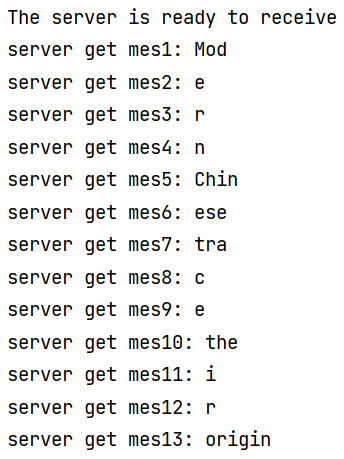 The server is ready to receive
server get mes1: Mod
server get mes2: e
server get mes3: r
server get mes4: n
server get mes5: Chin
server get mes6: ese
server get mes7: tra
server get mes8: c
server get mes9: e
server get mes10: the
server get mes11: i
server get mes12: r
server get mes13: origin